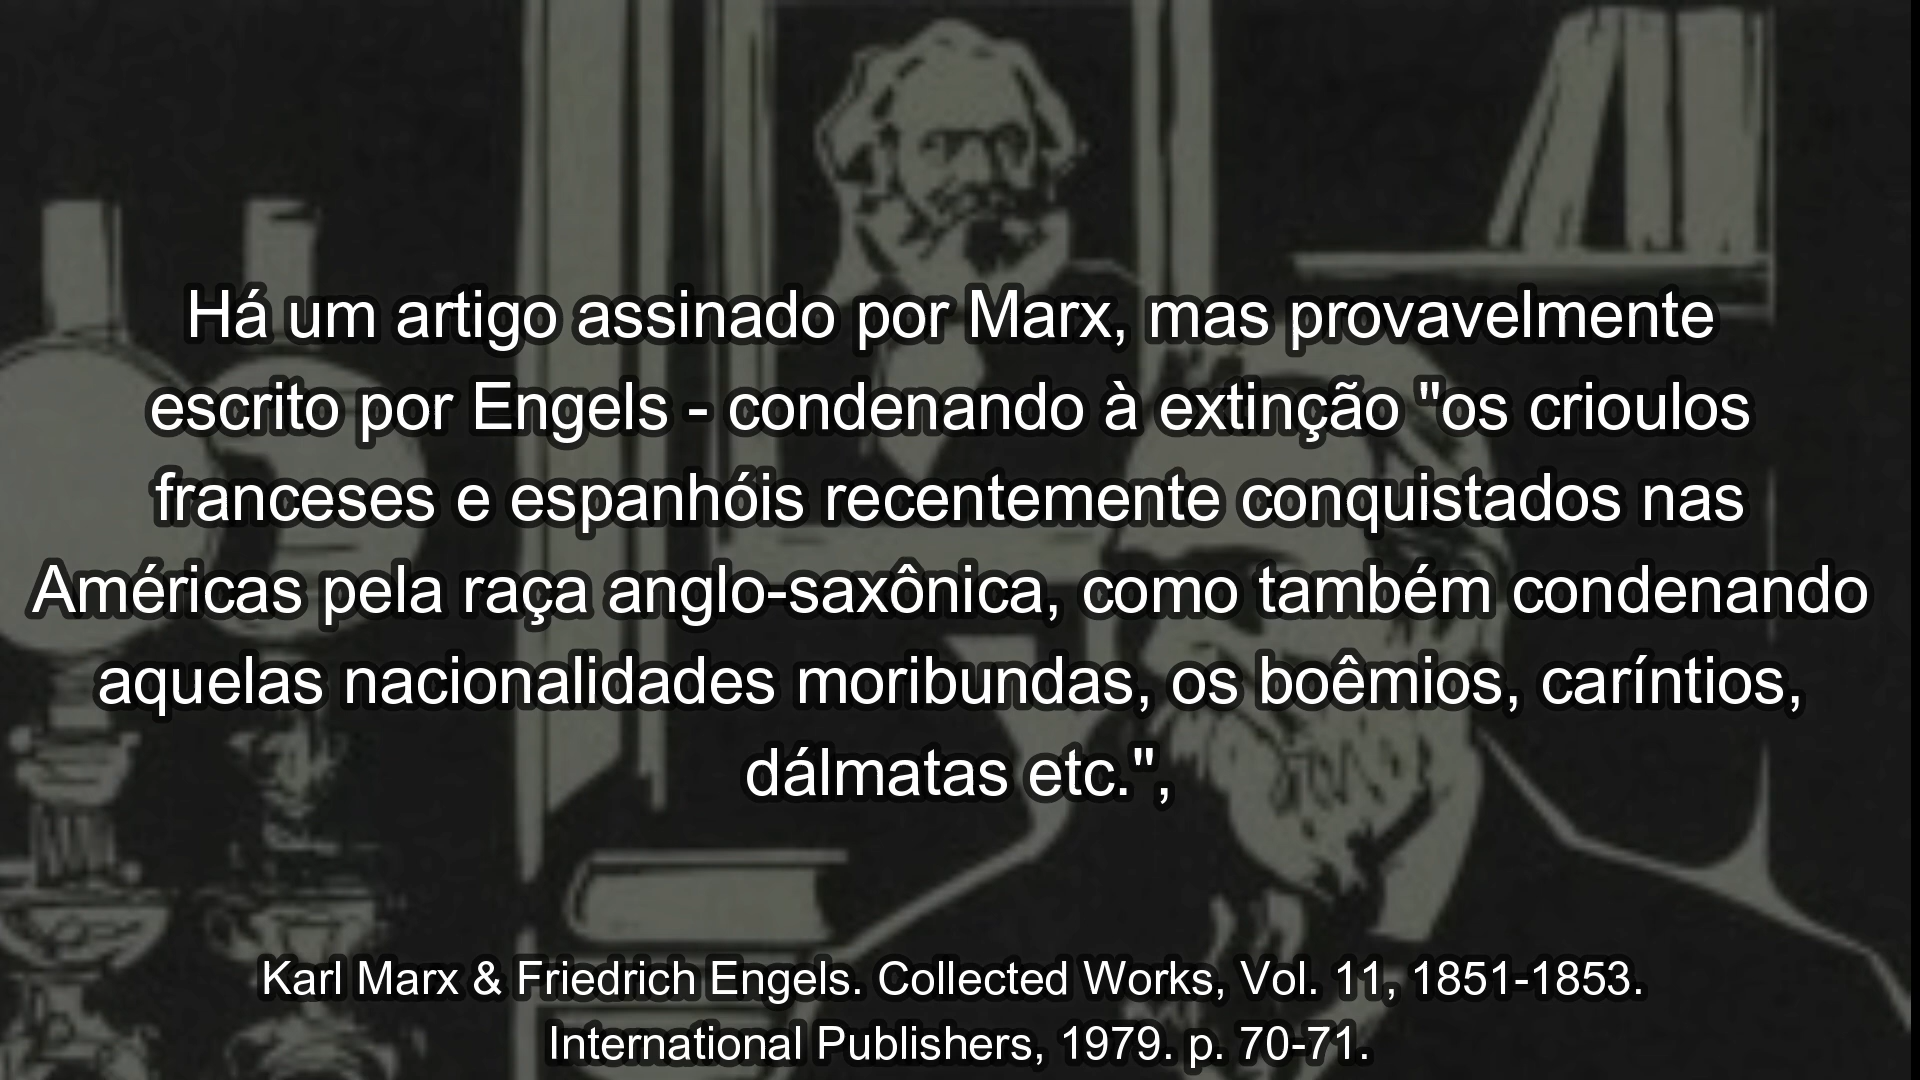 Há um artigo assinado por Marx, mas provavelmente
escrito por Engels - condenando à extinção "os crioulos
franceses e espanhóis recentemente conquistados nas
Américas pela raça anglo-saxônica, como também condenando
aquelas nacionalidades moribundas, os boêmios, caríntios,
dálmatas etc.",
Karl Marx & Friedrich Engels. Collected Works, Vol. 11, 1851-1853.
International Publishers, 1979. p. 70-71.